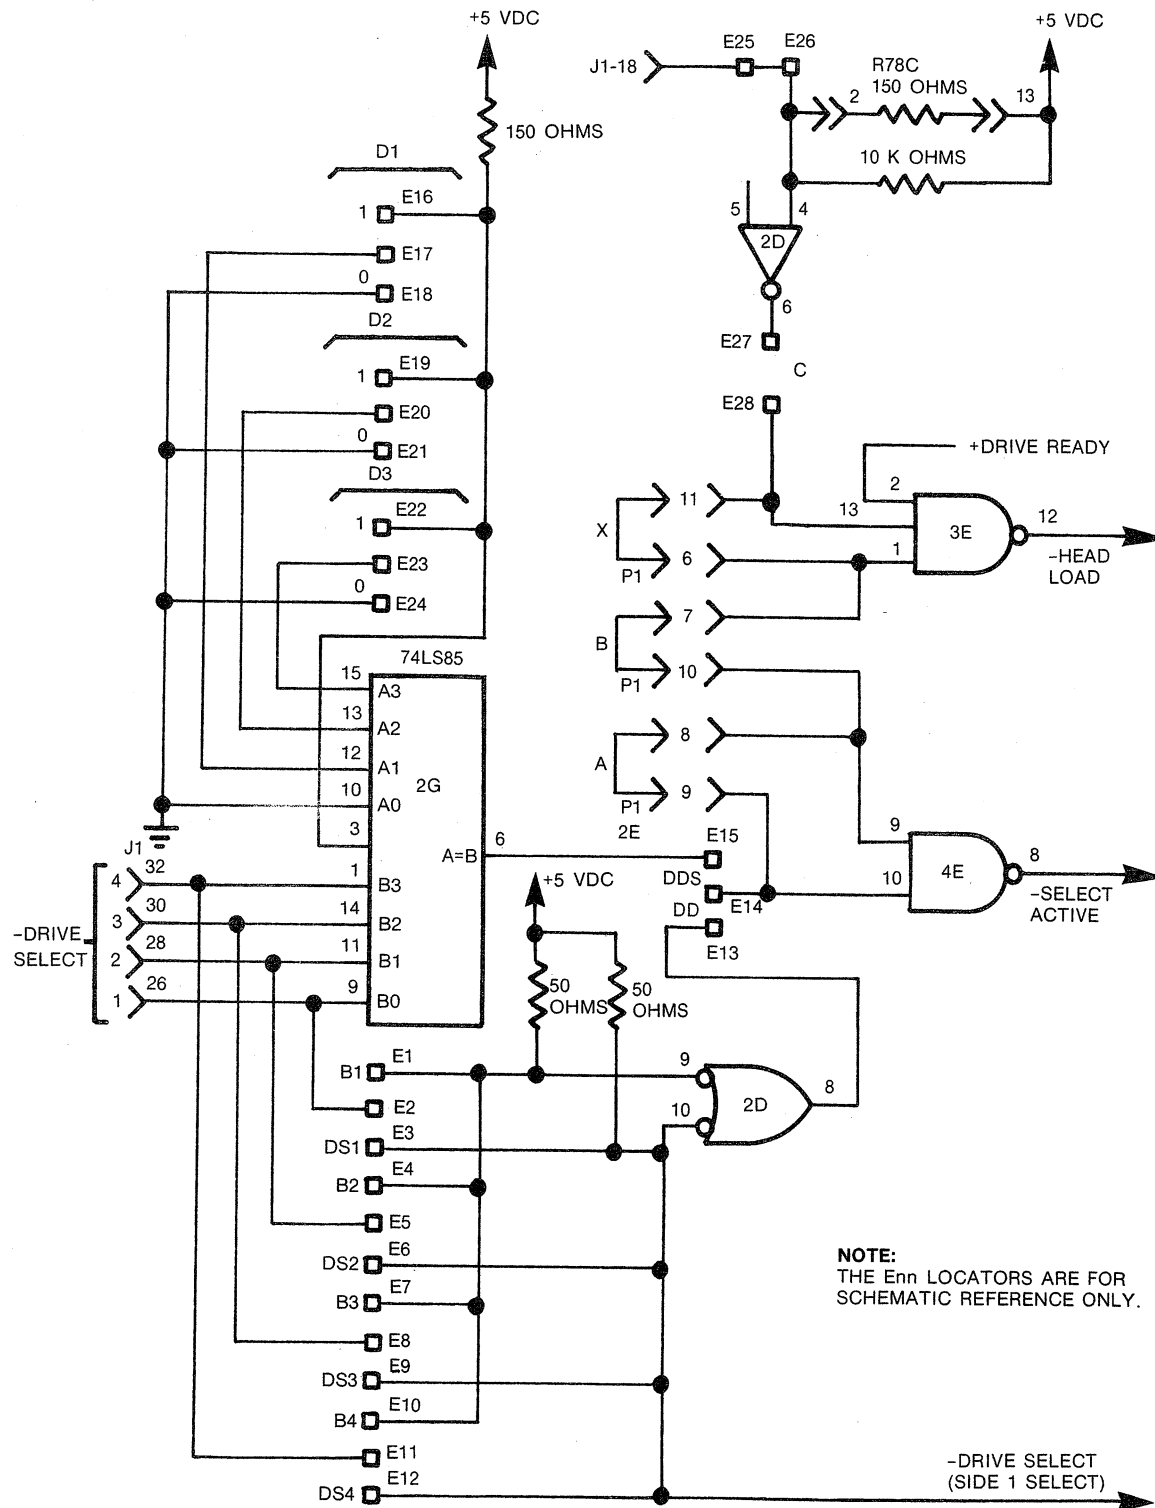 +5 VDC
+5 VDC
E25
E26
J1-18
R78C
150 OHMS
2
13
150 OHMS
10 K OHMS
D1
E16
1
5
4
2D
E17
0
E18
6
D2
E27
E19
1
C
E20
E28
0
E21
D3
+DRIVE READY
E22
1
2
11
13
3E
12
X
E23
1
-HEAD
LOAD
0
E24
P1
6
7
B
74LS85
P1
10
15
A3
13
A2
8
12
A1
A
2G
10
A0
P1
9
9
3
2E
6
E15
J1
A=B
4E
8
32
4
1
B3
DDS
10
-SELECT
ACTIVE
+5 VDC
E14
30
3
14
B2
DD
-DRIVE
SELECT
28
2
11
B1
E13
26
1
9
B0
50
OHMS
50
OHMS
E1
B1
9
2D
8
E2
10
E3
DS1
E4
B2
E5
E6
DS2
NOTE:
THE Enn LOCATORS ARE FOR
SCHEMATIC REFERENCE ONLY.
E7
B3
E8
E9
DS3
E10
B4
E11
-DRIVE SELECT
(SIDE 1 SELECT)
E12
DS4